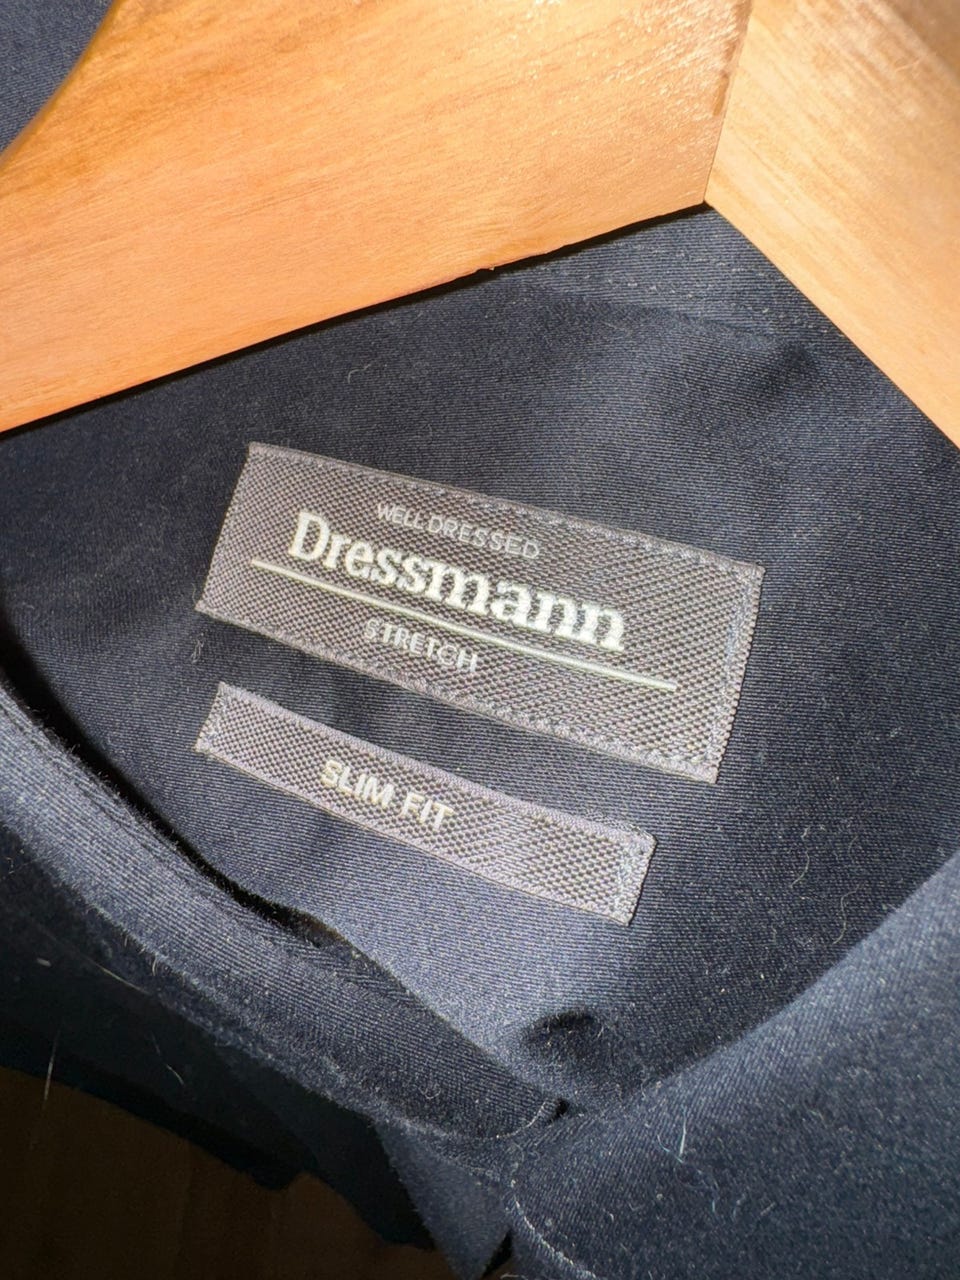 WELL DRESSED
Dressmann
STRETCH
SLIM FIT